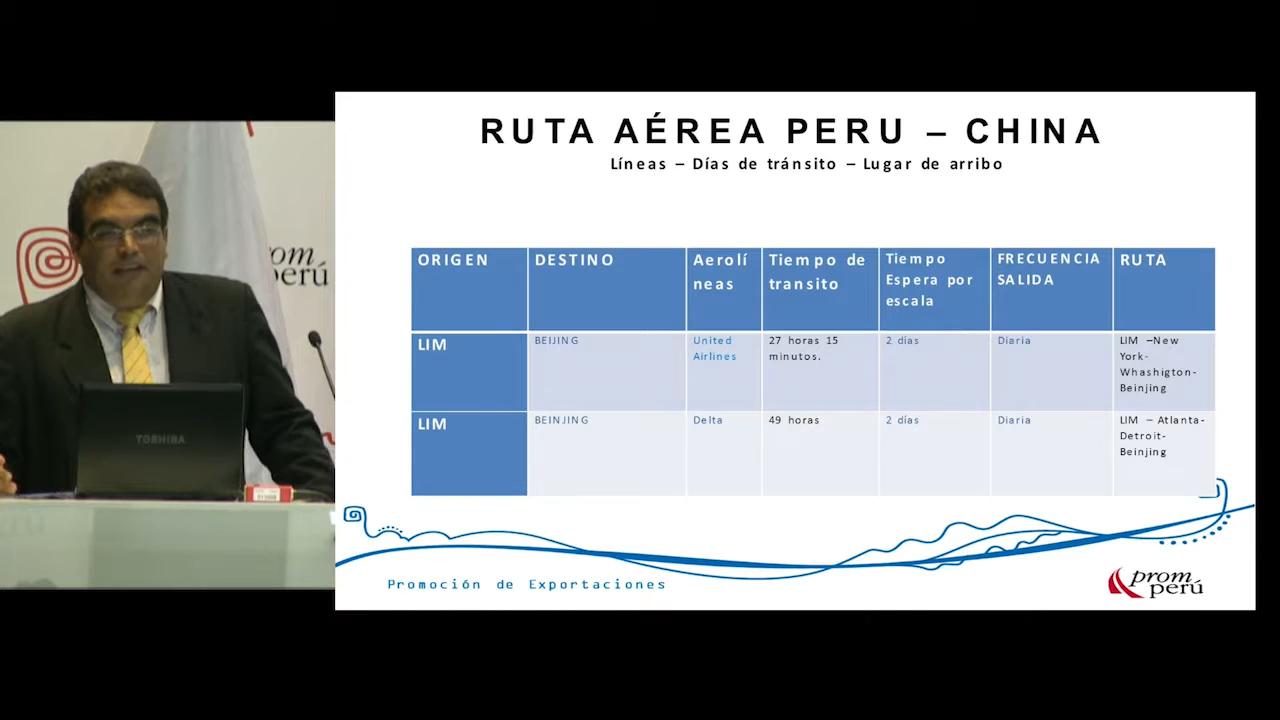 RUTA AÉREA PERU – CHINA
Líneas – Días de tránsito – Lugar de arribo
ORIGEN
DESTINO
Aerolí
neas
Tiempo de
transito
Tiempo
Espera por
escala
FRECUENCIA
SALIDA
RUTA
LIM
BEIJING
United
Airlines
27 horas 15
minutos.
2 días
Diaria
LIM –New
York-
Whashigton-
Beinjing
LIM
BEINJING
Delta
49 horas
2 días
Diaria
LIM – Atlanta-
Detroit-
Beinjing
Promoción de Exportaciones
prom
perú
rom
perú
TOSHIBA